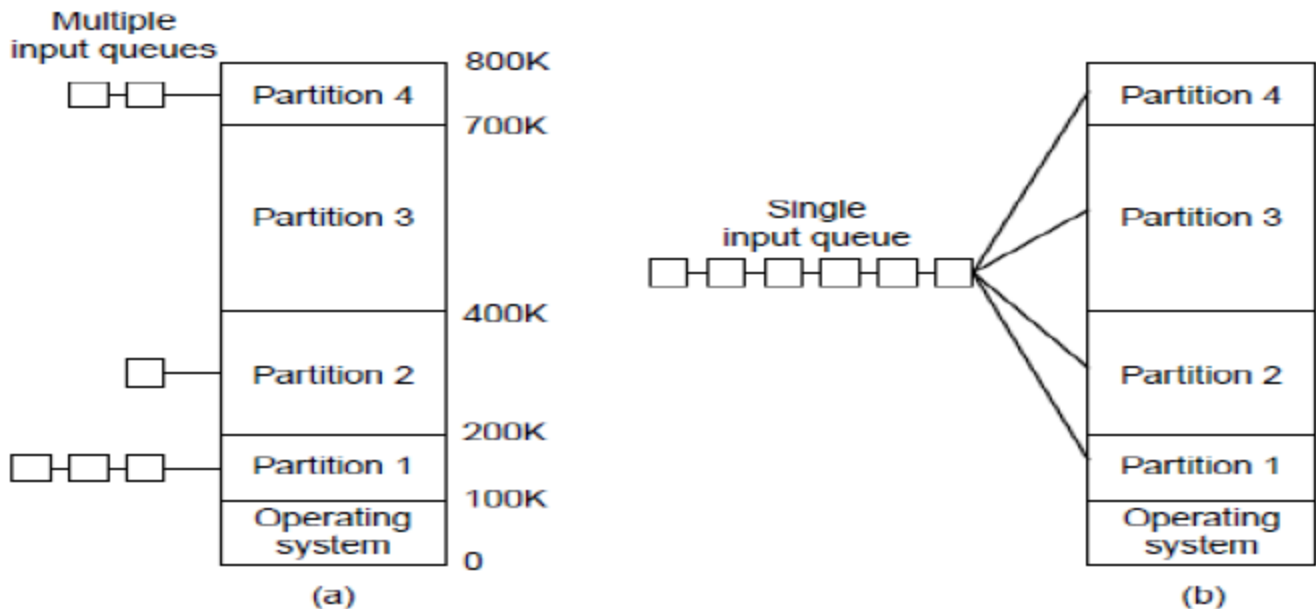 Multiple
input queues
800K
Partition 4
700K
Partition 3
400K
Partition 2
200K
Partition 1
100K
Operating
system
0
(a)
Single
input queue
Partition 4
Partition 3
Partition 2
Partition 1
Operating
system
(b)